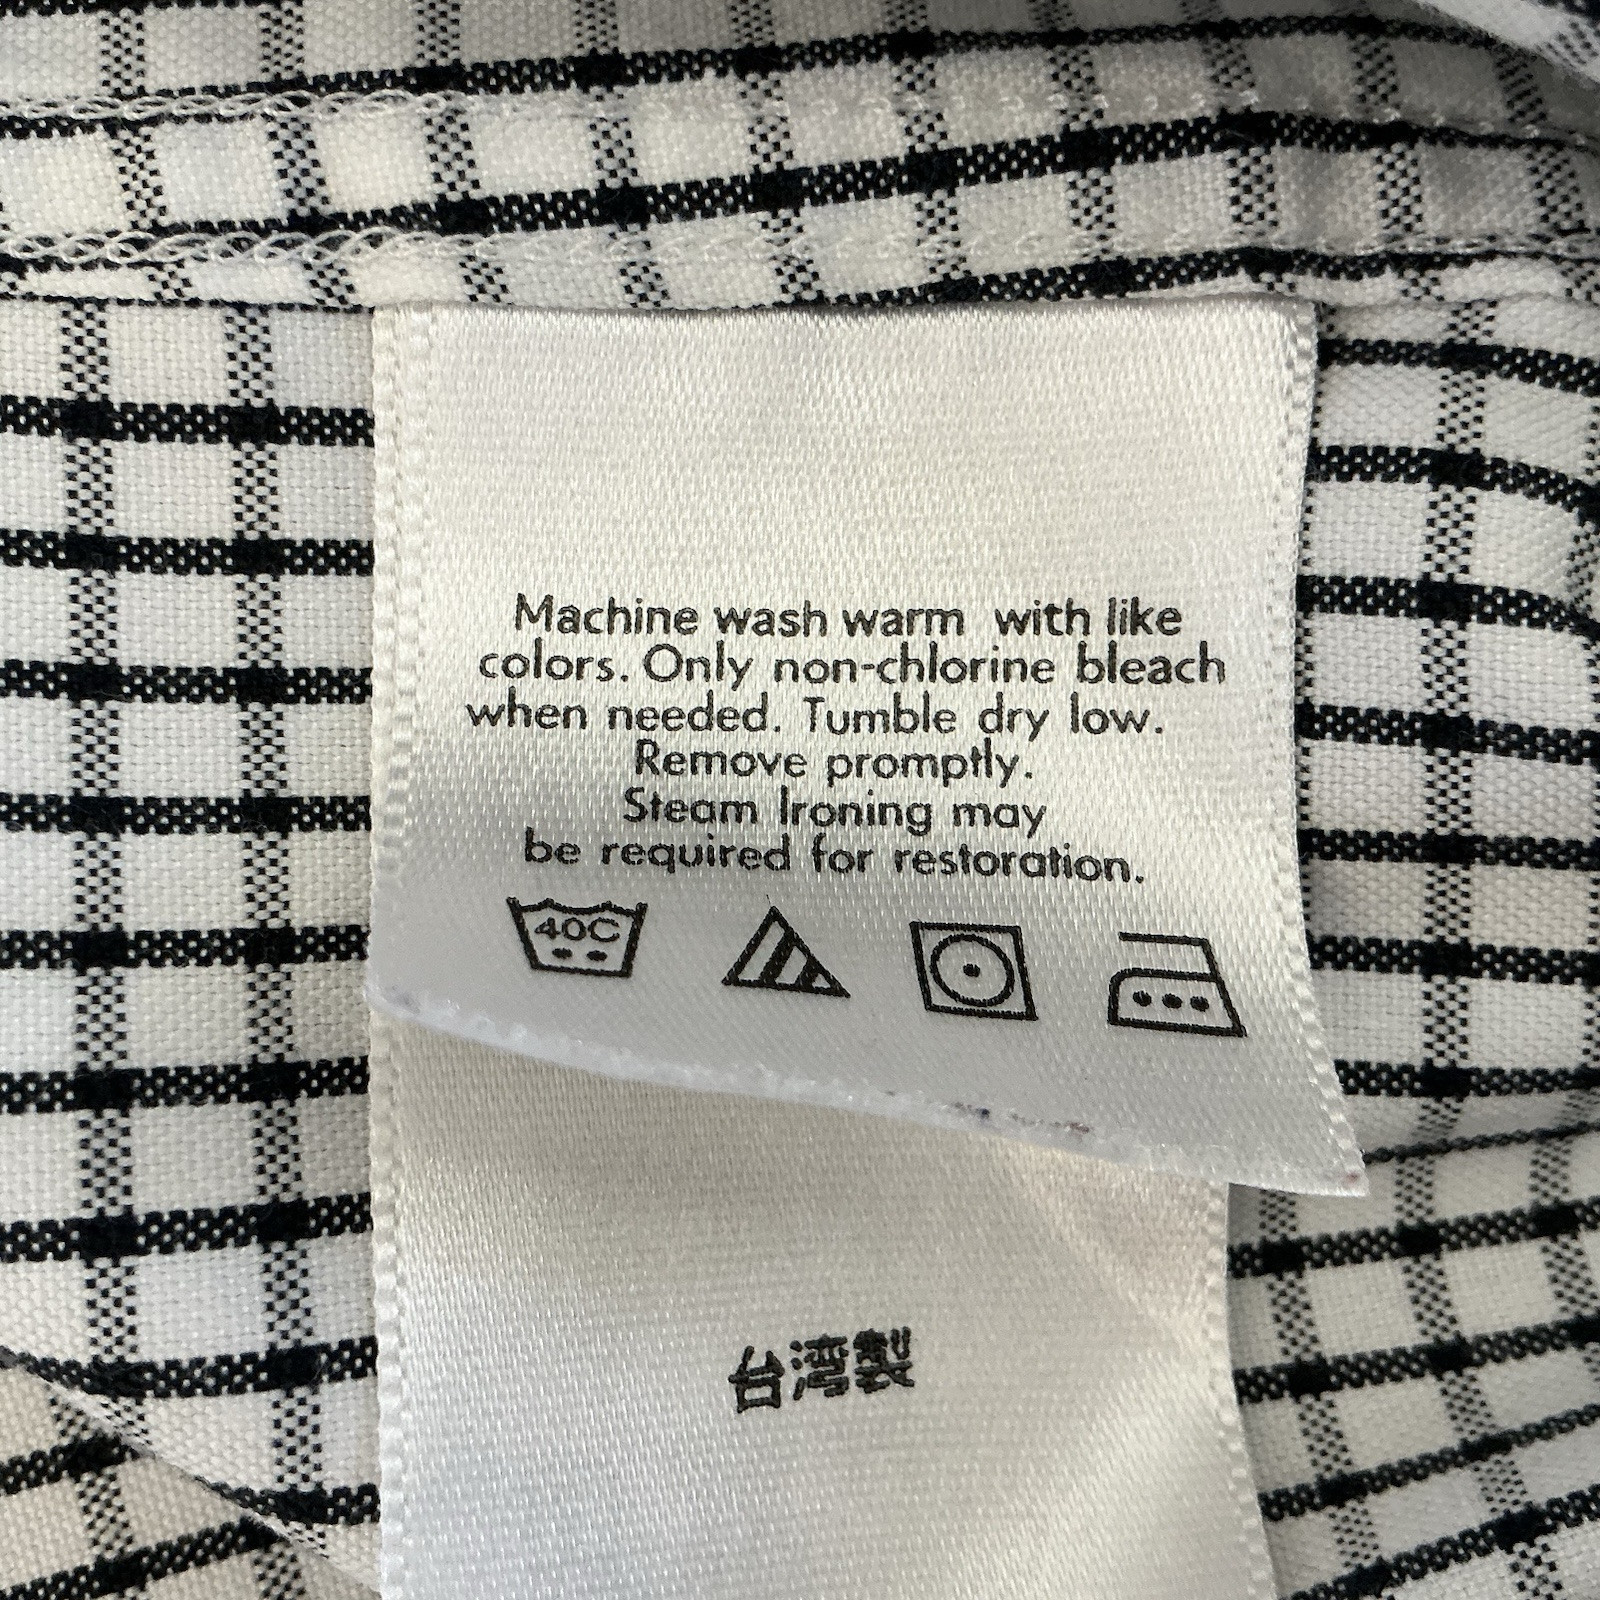 Machine wash warm with like
colors. Only non-chlorine bleach
when needed. Tumble dry low.
Remove promptly.
Steam Ironing may
be required for restoration.
40C
台湾製